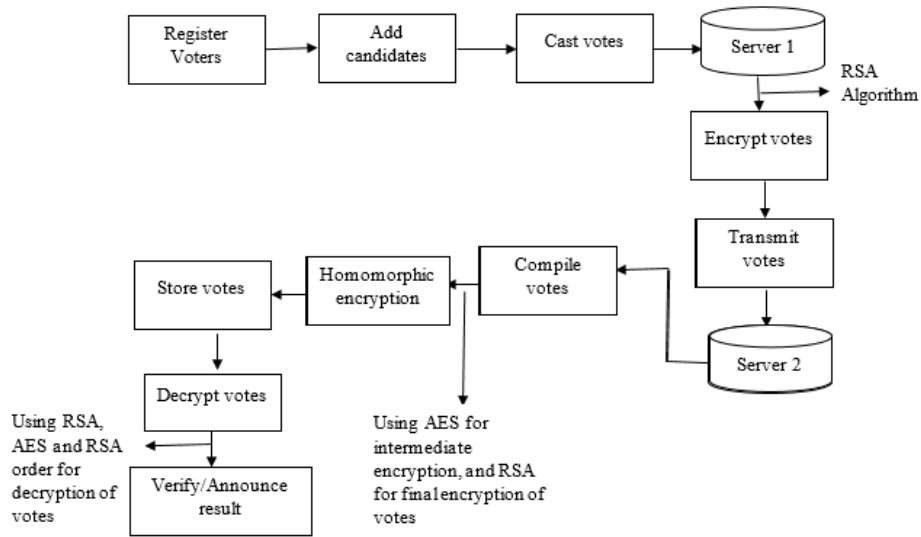 Register
Voters
Add
candidates
Cast votes
Server 1
RSA
Algorithm
Encrypt votes
Transmit
votes
Server 2
Compile
votes
Homomorphic
encryption
Store votes
Decrypt votes
Using RSA,
AES and RSA
order for
decryption of
votes
Using AES for
intermediate
encryption, and RSA
for final encryption of
votes
Verify/Announce
result